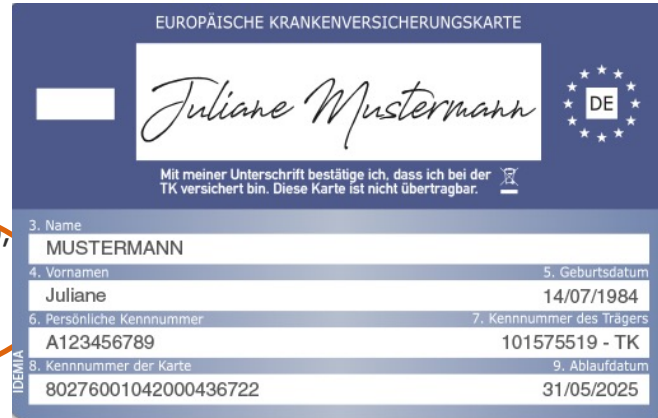 EUROPÄISCHE KRANKENVERSICHERUNGSKARTE
Juliane Mustermann
DE
Mit meiner Unterschrift bestätige ich, dass ich bei der
TK versichert bin. Diese Karte ist nicht übertragbar.
,
3. Name
MUSTERMANN
4. Vornamen 5. Geburtsdatum
Juliane 14/07/1984
6. Persönliche Kennnummer 7. Kennnummer des Trägers
A123456789 101575519 - TK
8. Kennnummer der Karte 9. Ablaufdatum
80276001042000436722 31/05/2025
IDEMIA